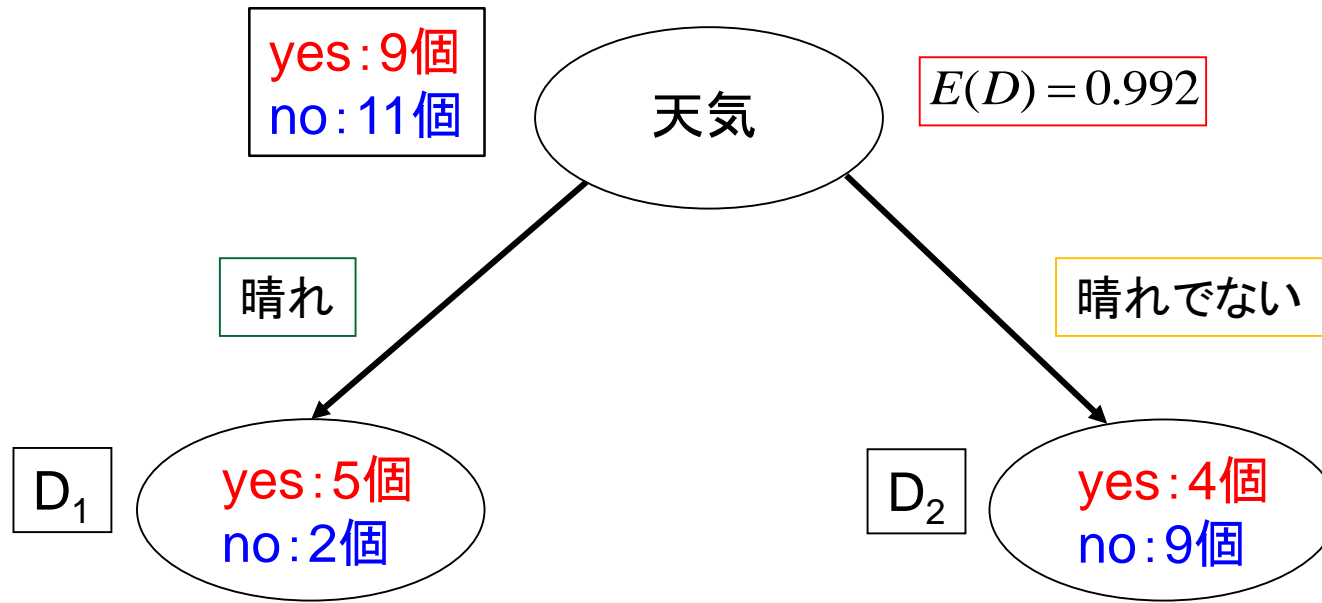 yes：9個
no：11個
天気
E(D) = 0.992
晴れ
晴れでない
D₁
yes：5個
no：2個
D₂
yes：4個
no：9個